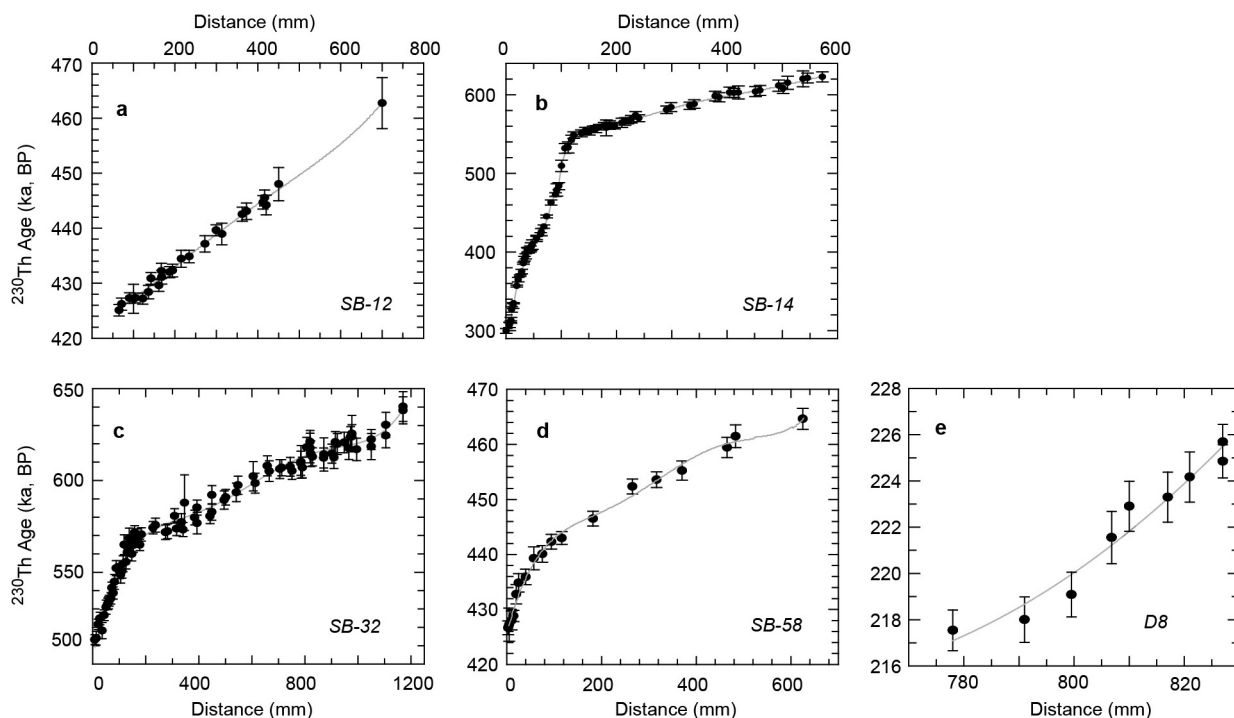 Distance (mm)
0 200 400 600 800
Distance (mm)
0 200 400 600
²³⁰Th Age (ka, BP)
470
460
450
440
430
420
a
SB-12
600
500
400
300
b
SB-14
²³⁰Th Age (ka, BP)
650
600
550
500
c
SB-32
0 400 800 1200
Distance (mm)
470
460
450
440
430
420
d
SB-58
0 200 400 600
Distance (mm)
228
226
224
222
220
218
216
e
D8
780 800 820
Distance (mm)